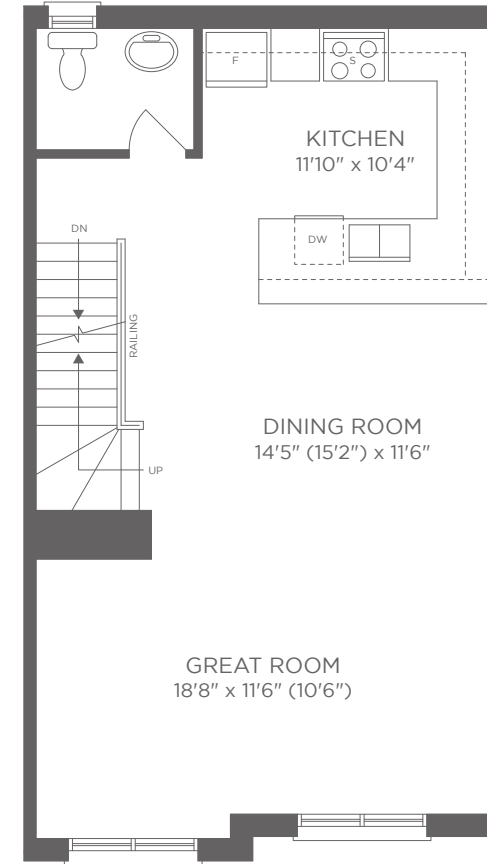 F
S
KITCHEN
11'10" x 10'4"
DN
DW
RAILING
DINING ROOM
14'5" (15'2") x 11'6"
UP
GREAT ROOM
18'8" x 11'6" (10'6")